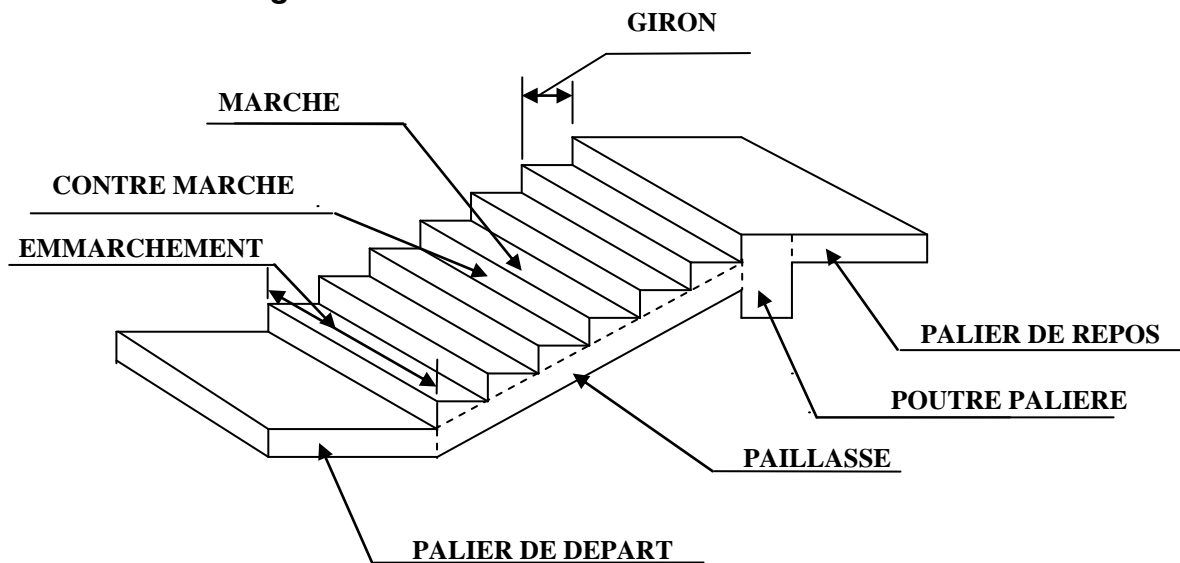 GIRON
MARCHE
CONTRE MARCHE
EMMARCHEMENT
PALIER DE REPOS
POUTRE PALIERE
PAILLASSE
PALIER DE DEPART